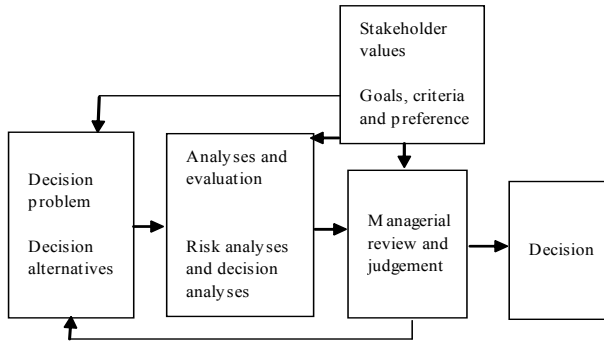 Stakeholder
values
Goals, criteria
and preference
Decision
problem
Decision
alternatives
Analyses and
evaluation
Risk analyses
and decision
analyses
Managerial
review and
judgement
Decision